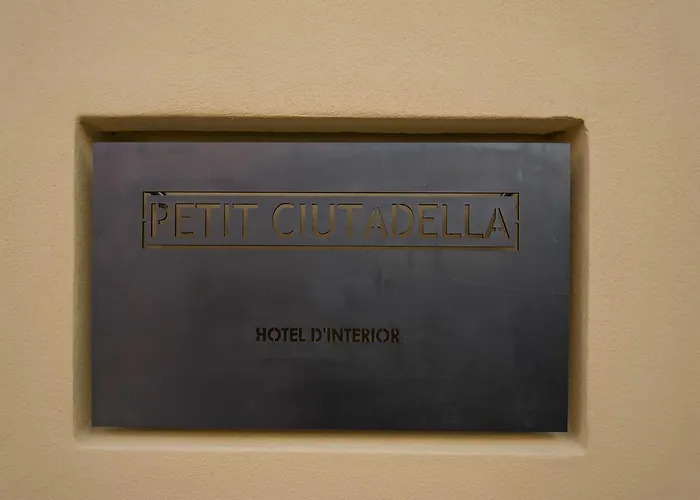 PETIT CIUTADELLA
HOTEL D'INTERIOR